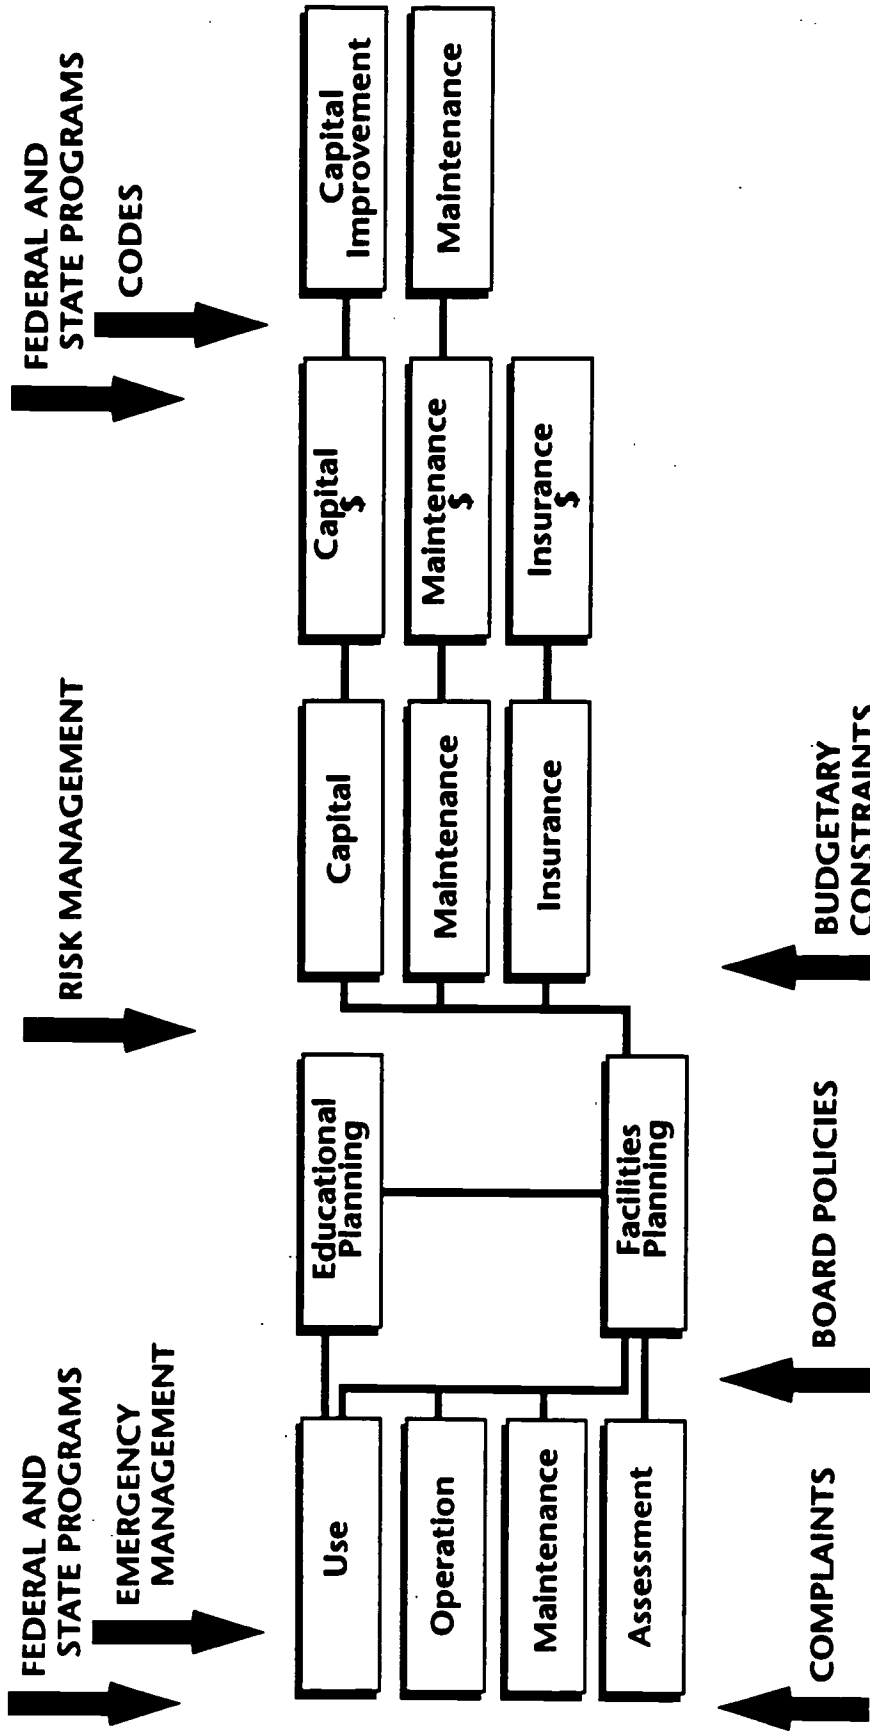 FEDERAL AND
STATE PROGRAMS
EMERGENCY
MANAGEMENT
RISK MANAGEMENT
FEDERAL AND
STATE PROGRAMS
CODES
Use
Operation
Maintenance
Assessment
Educational
Planning
Facilities
Planning
Capital
Maintenance
Insurance
Capital
$
Maintenance
$
Insurance
$
Capital
Improvement
Maintenance
COMPLAINTS
BOARD POLICIES
BUDGETARY
CONSTRAINTS